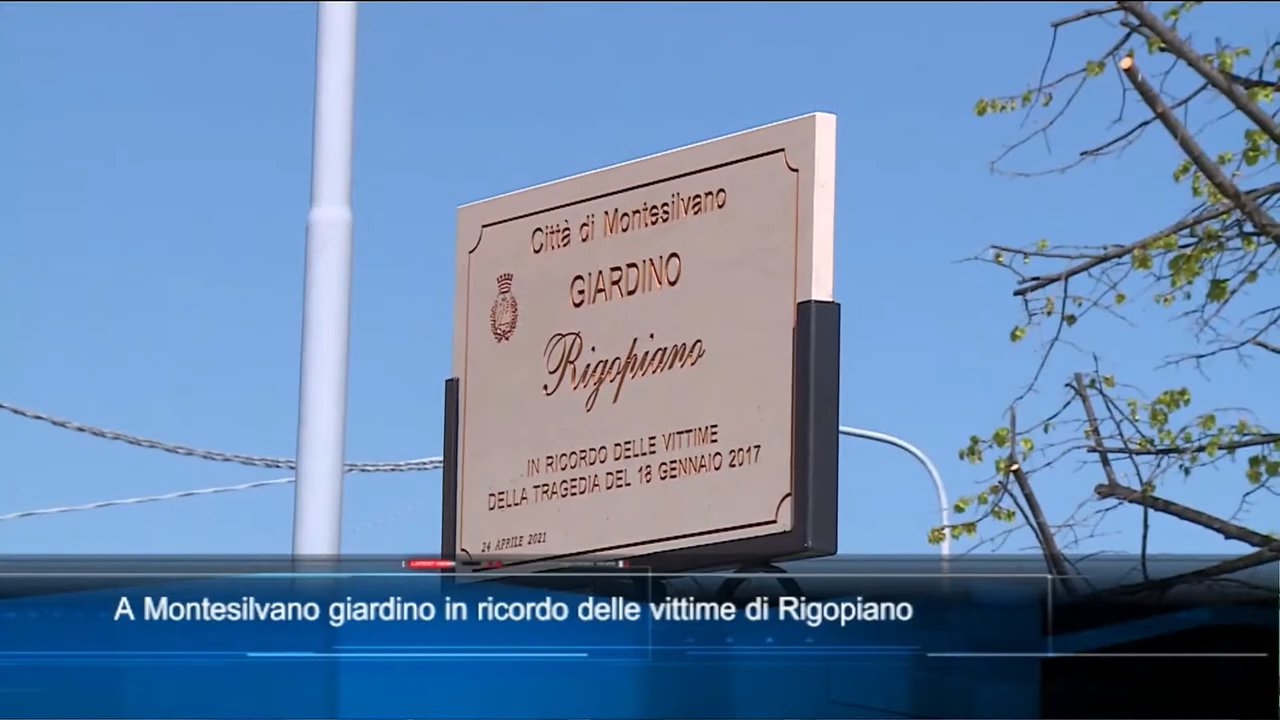 Città di Montesilvano
GIARDINO
Rigopiano
IN RICORDO DELLE VITTIME
DELLA TRAGEDIA DEL 18 GENNAIO 2017
24 APRILE 2021
A Montesilvano giardino in ricordo delle vittime di Rigopiano